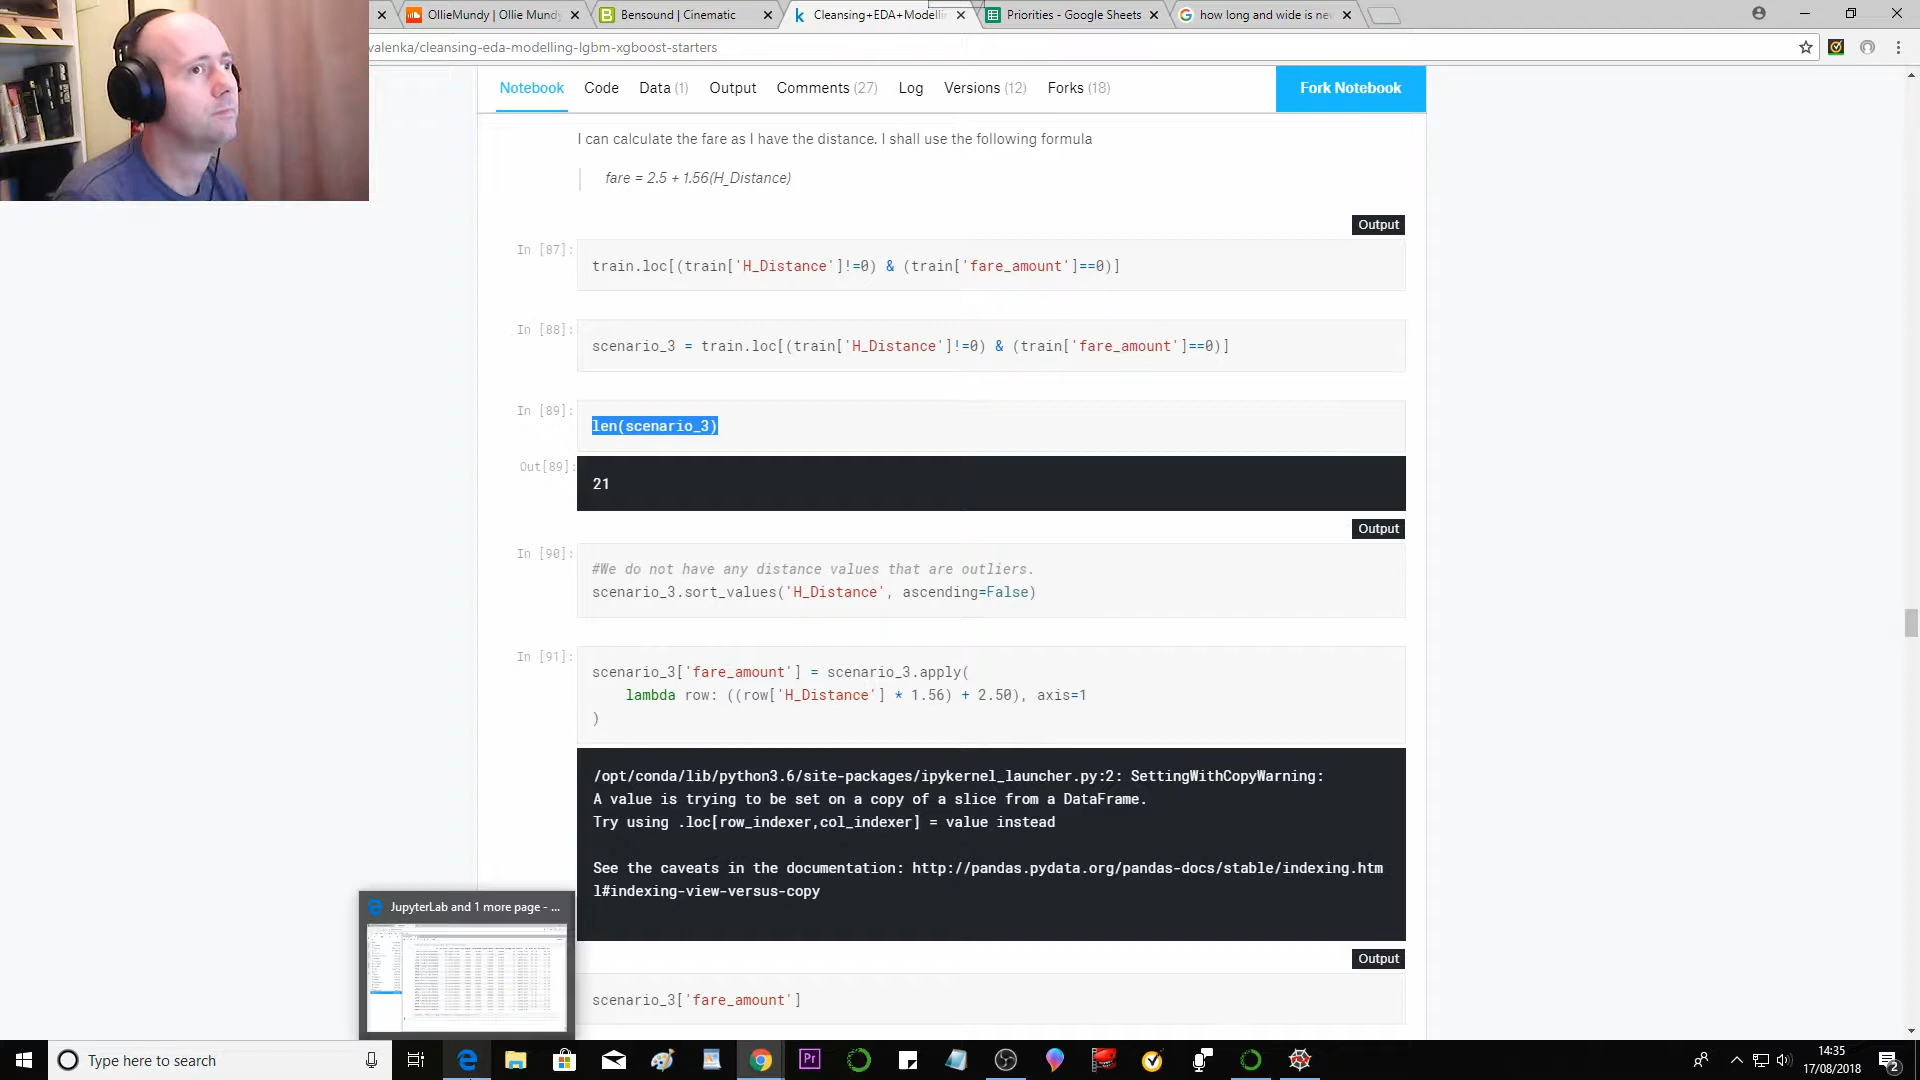 OllieMundy | Ollie Mund
Bensound | Cinematic
Cleansing+EDA+Modellin
Priorities - Google Sheets
how long and wide is nev
valenka/cleansing-eda-modelling-lgbm-xgboost-starters
Notebook Code Data (1) Output Comments (27) Log Versions (12) Forks (18) Fork Notebook
I can calculate the fare as I have the distance. I shall use the following formula
fare = 2.5 + 1.56(H_Distance)
Output
In [87]:
train.loc[(train['H_Distance']!=0) & (train['fare_amount']==0)]
In [88]:
scenario_3 = train.loc[(train['H_Distance']!=0) & (train['fare_amount']==0)]
In [89]:
len(scenario_3)
Out[89]:
21
Output
In [90]:
#We do not have any distance values that are outliers.
scenario_3.sort_values('H_Distance', ascending=False)
In [91]:
scenario_3['fare_amount'] = scenario_3.apply(
lambda row: ((row['H_Distance'] * 1.56) + 2.50), axis=1
)
/opt/conda/lib/python3.6/site-packages/ipykernel_launcher.py:2: SettingWithCopyWarning:
A value is trying to be set on a copy of a slice from a DataFrame.
Try using .loc[row_indexer,col_indexer] = value instead
See the caveats in the documentation: http://pandas.pydata.org/pandas-docs/stable/indexing.htm
l#indexing-view-versus-copy
JupyterLab and 1 more page - ...
Output
scenario_3['fare_amount']
Type here to search
Pr
14:35
17/08/2018
2